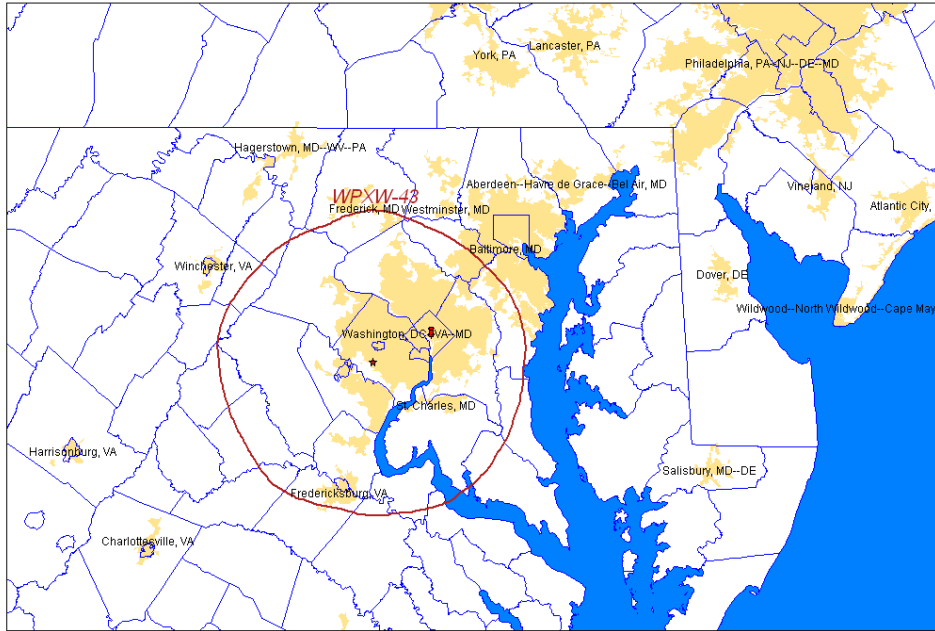 Lancaster, PA
York, PA
Philadelphia, PA--NJ--DE--MD
Hagerstown, MD--WV--PA
Aberdeen--Havre de Grace--Bel Air, MD
Vineland, NJ
WPXW-43
Frederick, MD
Westminster, MD
Atlantic City,
Baltimore, MD
Winchester, VA
Dover, DE
Wildwood--North Wildwood--Cape May
Washington, DC--VA--MD
St. Charles, MD
Harrisonburg, VA
Salisbury, MD--DE
Fredericksburg, VA
Charlottesville, VA